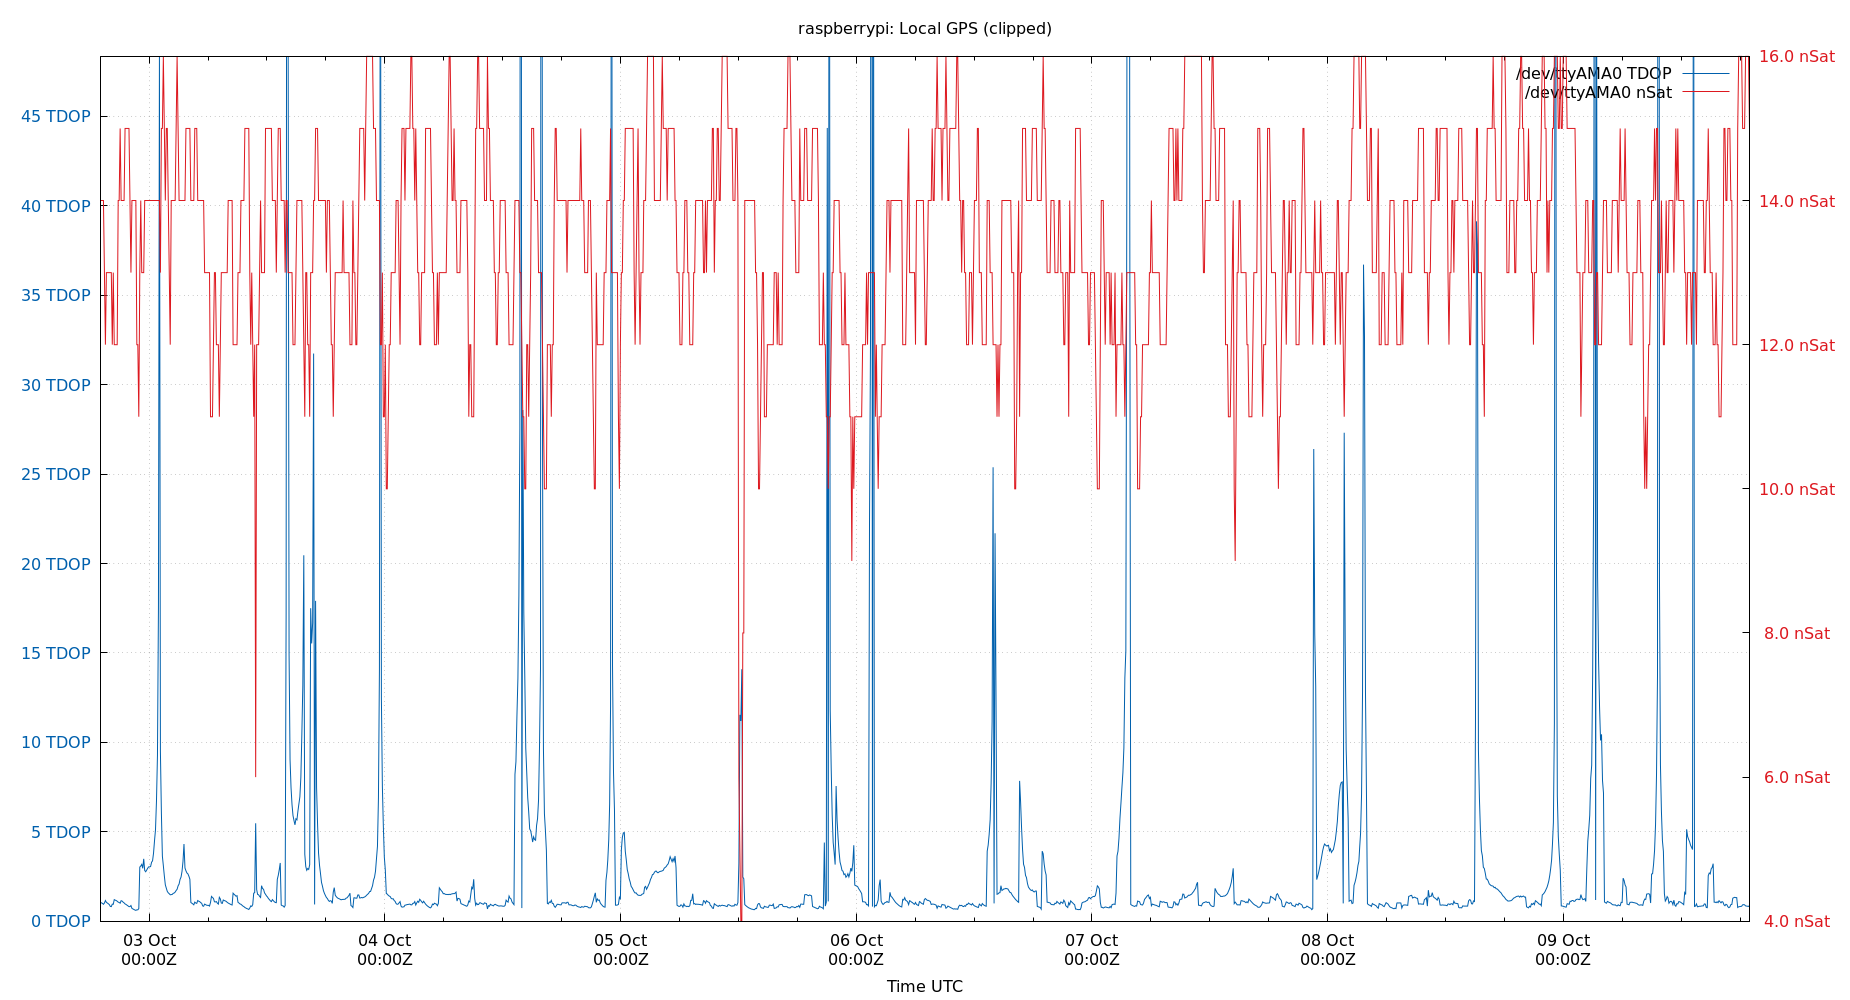 raspberrypi: Local GPS (clipped)
/dev/ttyAMA0 TDOP
/dev/ttyAMA0 nSat
45 TDOP
40 TDOP
35 TDOP
30 TDOP
25 TDOP
20 TDOP
15 TDOP
10 TDOP
5 TDOP
0 TDOP
16.0 nSat
14.0 nSat
12.0 nSat
10.0 nSat
8.0 nSat
6.0 nSat
4.0 nSat
03 Oct 04 Oct 05 Oct 06 Oct 07 Oct 08 Oct 09 Oct
00:00Z 00:00Z 00:00Z 00:00Z 00:00Z 00:00Z 00:00Z
Time UTC